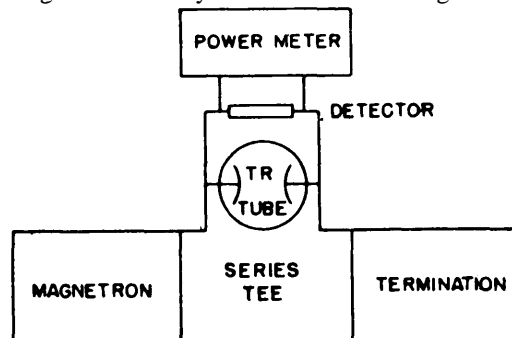 POWER METER
DETECTOR
TR
TUBE
SERIES
TEE
MAGNETRON
TERMINATION